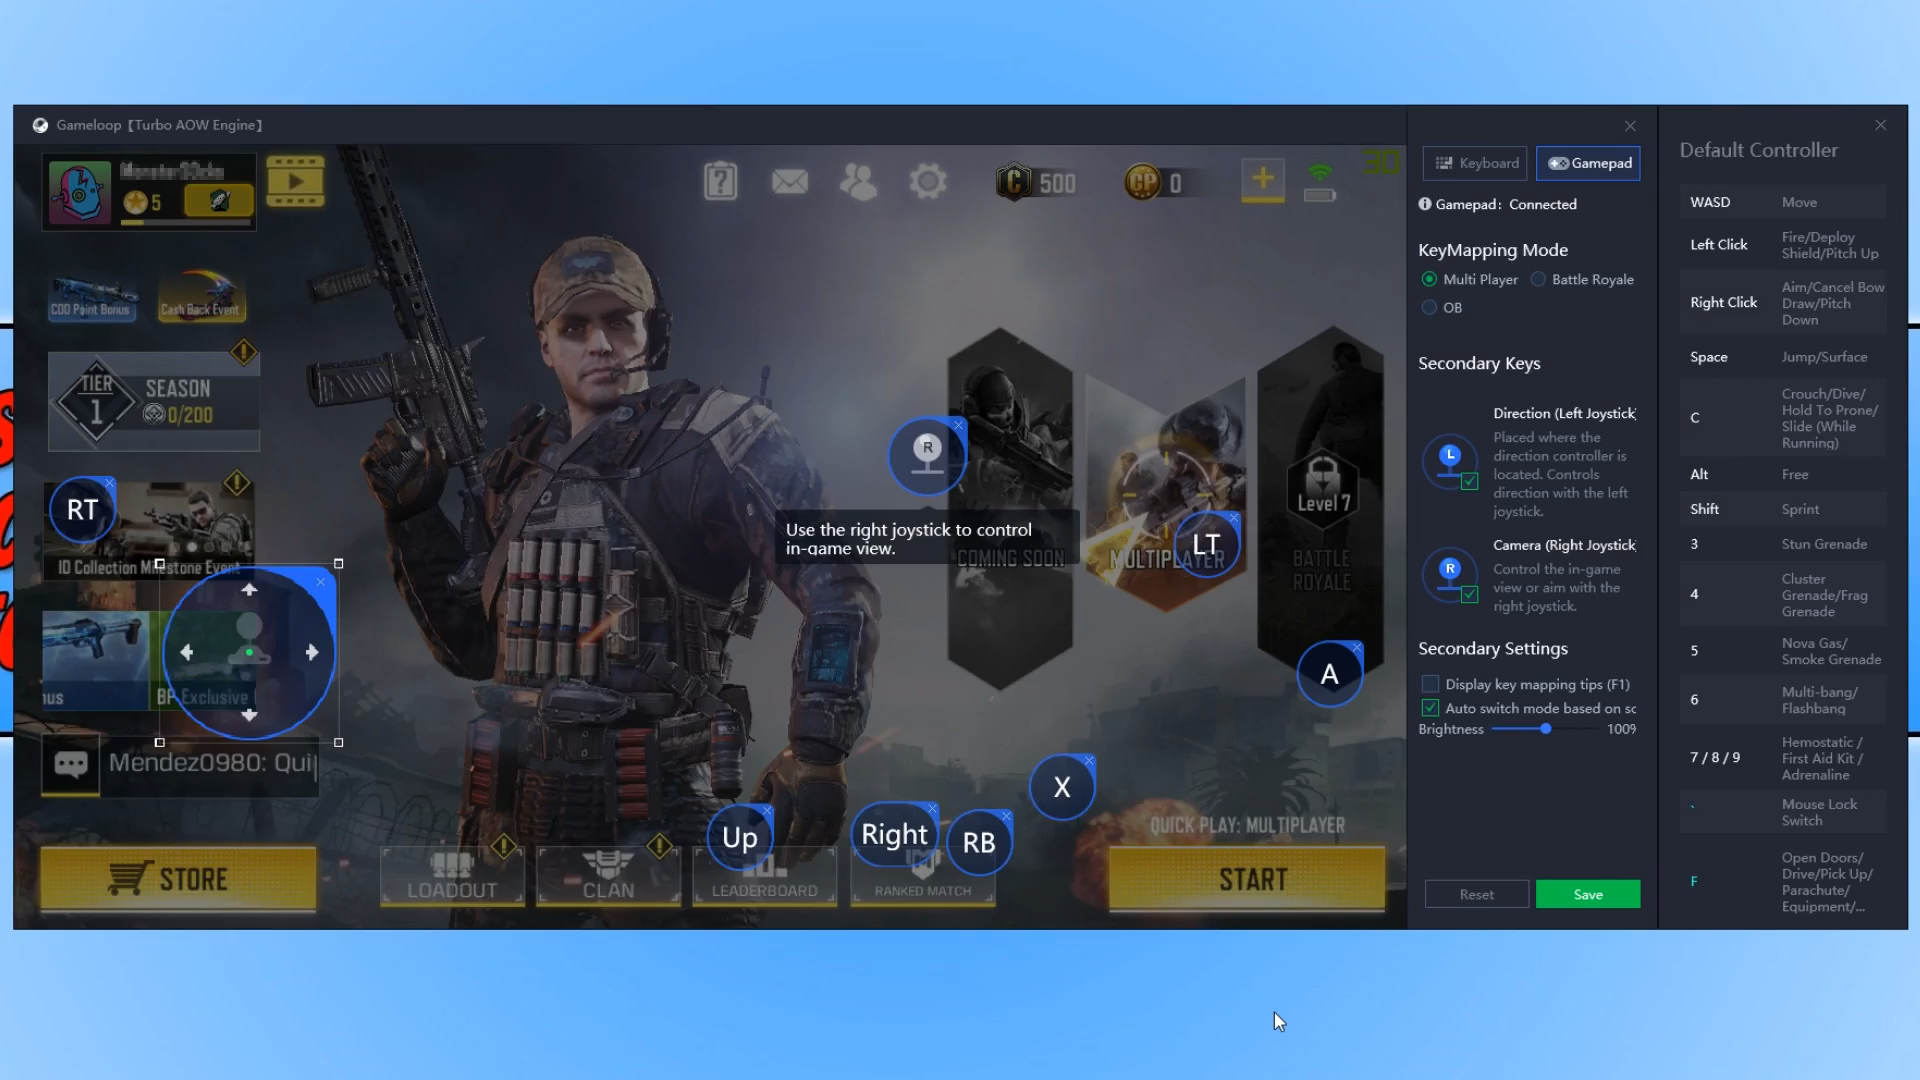 Gameloop【Turbo AOW Engine】
5
500
CP
0
30
COD Point Bonus
Cash Back Event
TIER
1
SEASON
0/200
RT
ID Collection Milestone Event
nus
BP Exclusive
Mendez0980: Qui
STORE
LOADOUT
CLAN
LEADERBOARD
RANKED MATCH
Up
Right
RB
X
A
LT
R
Use the right joystick to control
in-game view.
COMING SOON
MULTIPLAYER
Level 7
BATTLE
ROYALE
QUICK PLAY: MULTIPLAYER
START
Keyboard
Gamepad
Gamepad: Connected
KeyMapping Mode
Multi Player
Battle Royale
OB
Secondary Keys
L
Direction (Left Joystick)
Placed where the
direction controller is
located. Controls
direction with the left
joystick.
R
Camera (Right Joystick
Control the in-game
view or aim with the
right joystick.
Secondary Settings
Display key mapping tips (F1)
Auto switch mode based on sc
Brightness
100%
Reset
Save
Default Controller
WASD Move
Left Click Fire/Deploy
Shield/Pitch Up
Right Click Aim/Cancel Bow
Draw/Pitch
Down
Space Jump/Surface
C Crouch/Dive/
Hold To Prone/
Slide (While
Running)
Alt Free
Shift Sprint
3 Stun Grenade
4 Cluster
Grenade/Frag
Grenade
5 Nova Gas/
Smoke Grenade
6 Multi-bang/
Flashbang
7 / 8 / 9 Hemostatic /
First Aid Kit /
Adrenaline
` Mouse Lock
Switch
F Open Doors/
Drive/Pick Up/
Parachute/
Equipment/...